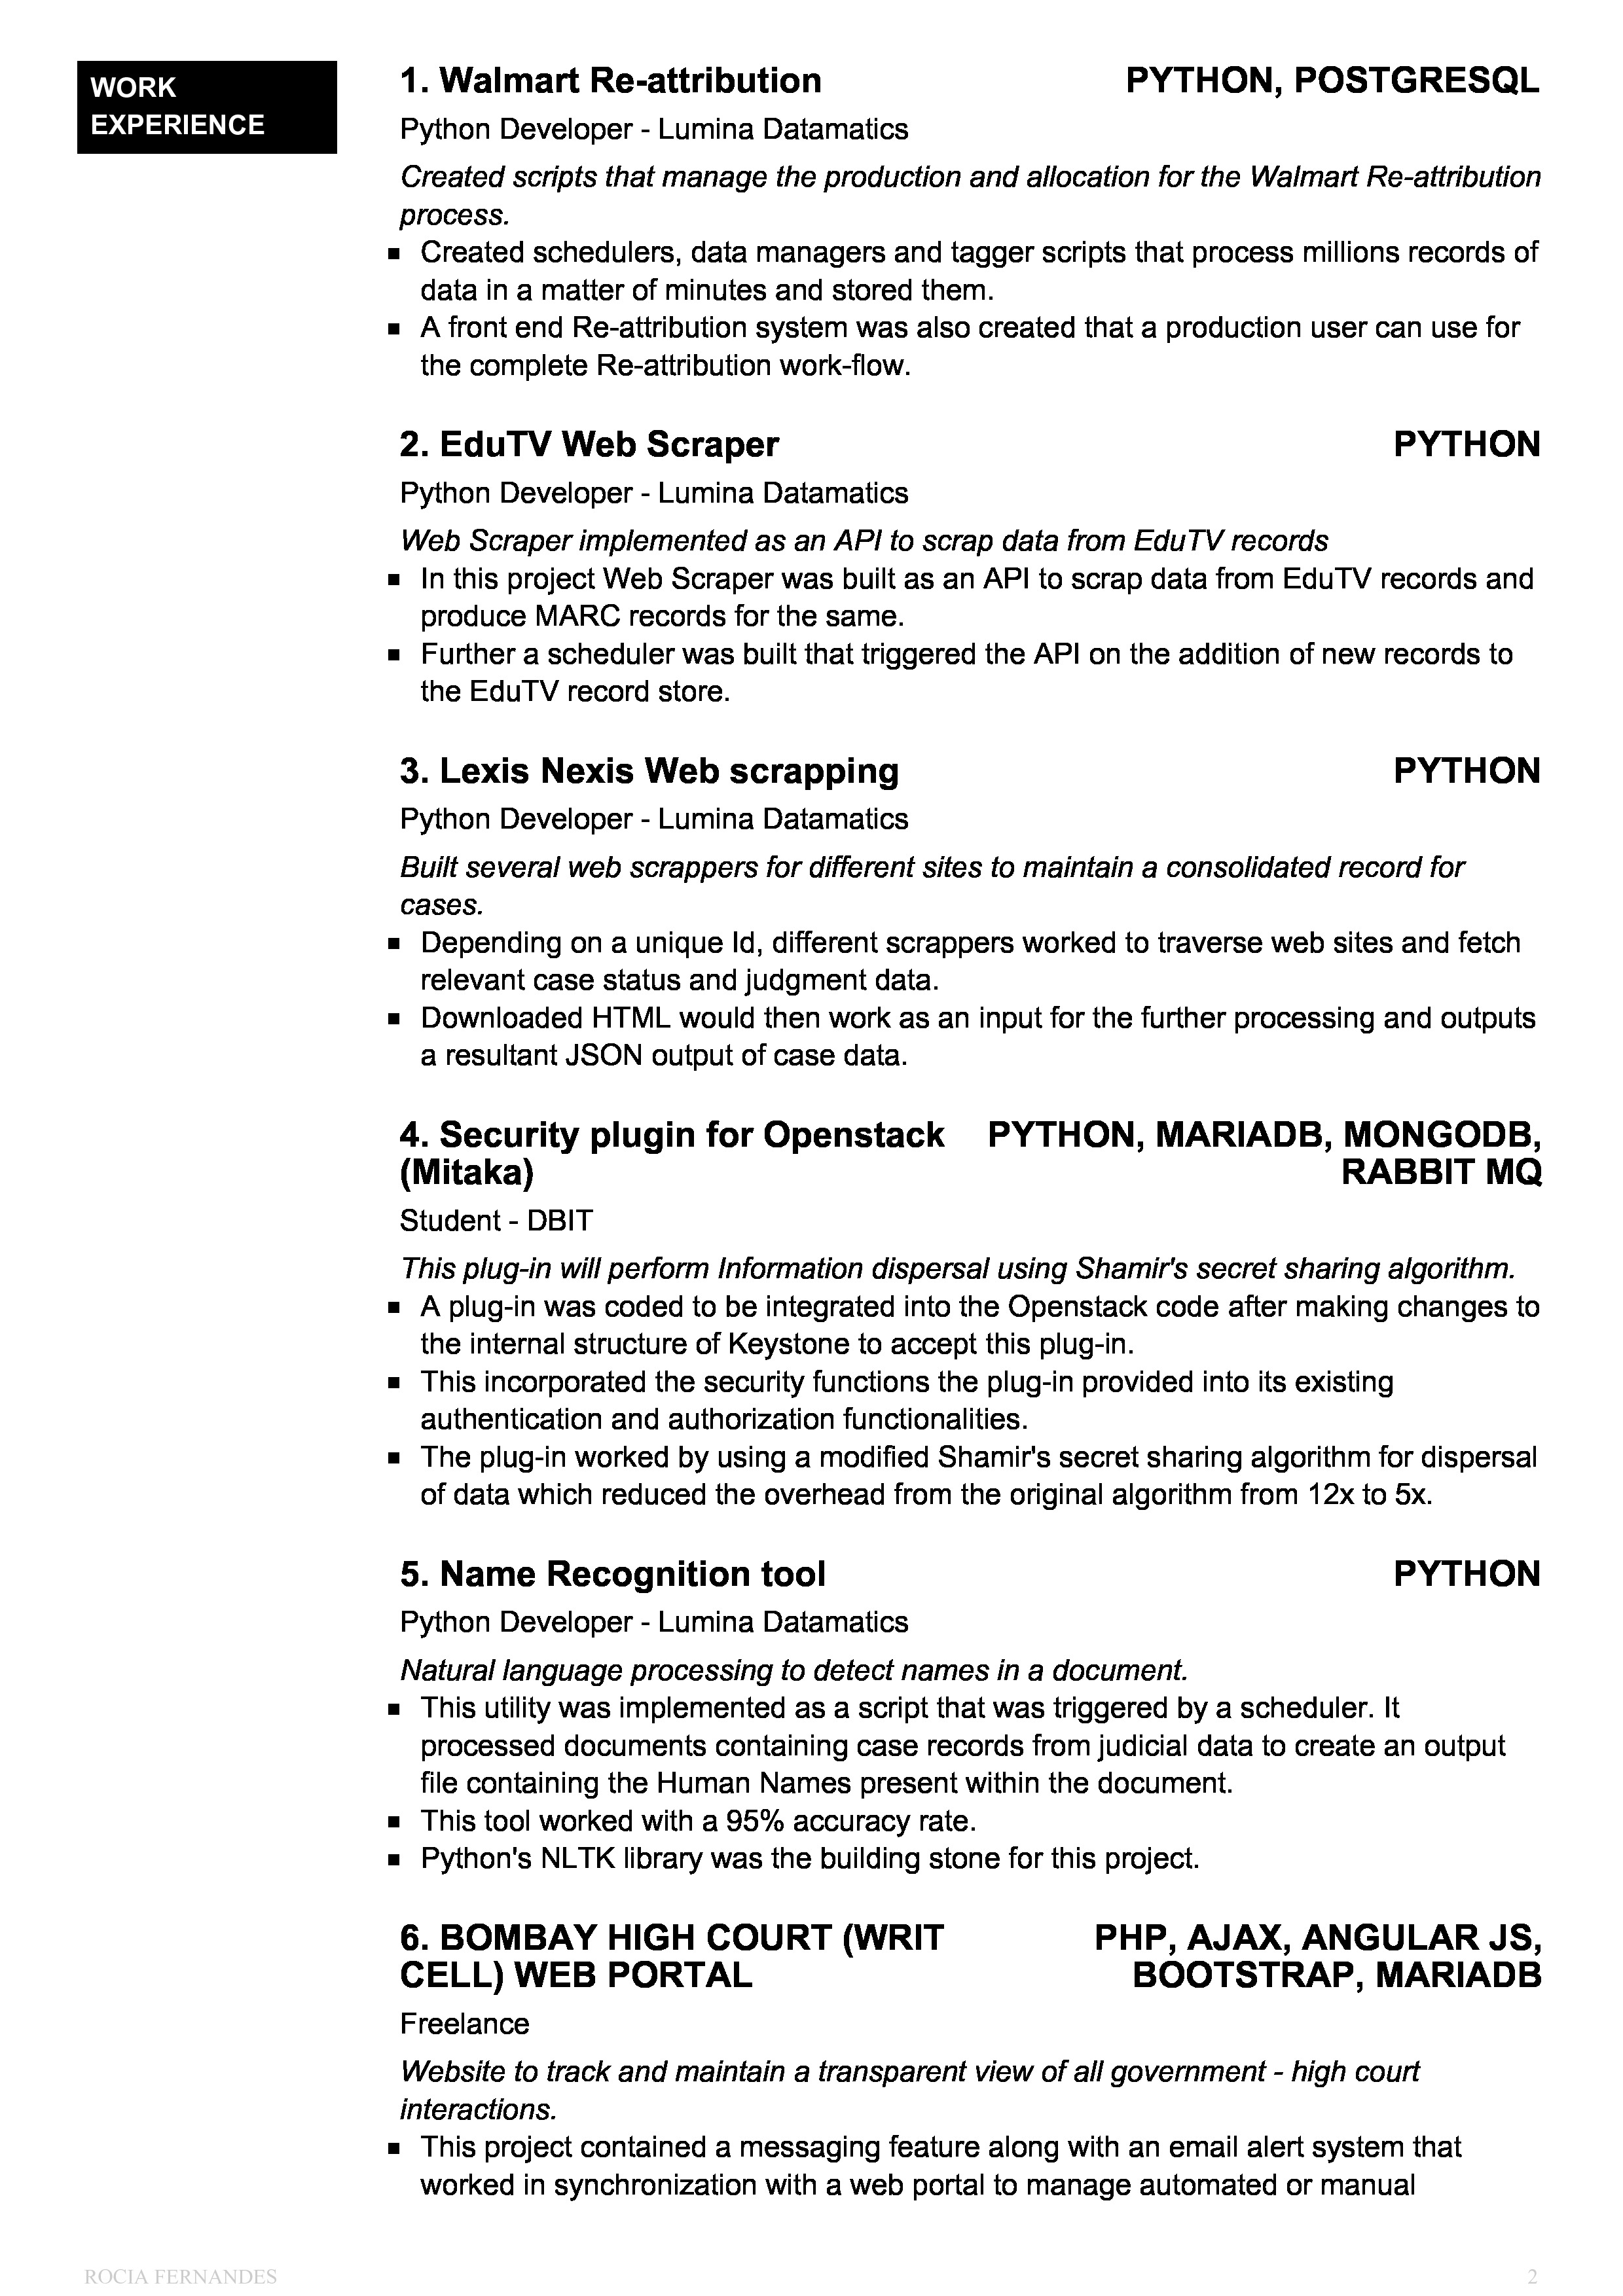 WORK
EXPERIENCE
1. Walmart Re-attribution PYTHON, POSTGRESQL
Python Developer - Lumina Datamatics
Created scripts that manage the production and allocation for the Walmart Re-attribution
process.
▪ Created schedulers, data managers and tagger scripts that process millions records of
data in a matter of minutes and stored them.
▪ A front end Re-attribution system was also created that a production user can use for
the complete Re-attribution work-flow.
2. EduTV Web Scraper PYTHON
Python Developer - Lumina Datamatics
Web Scraper implemented as an API to scrap data from EduTV records
▪ In this project Web Scraper was built as an API to scrap data from EduTV records and
produce MARC records for the same.
▪ Further a scheduler was built that triggered the API on the addition of new records to
the EduTV record store.
3. Lexis Nexis Web scrapping PYTHON
Python Developer - Lumina Datamatics
Built several web scrappers for different sites to maintain a consolidated record for
cases.
▪ Depending on a unique Id, different scrappers worked to traverse web sites and fetch
relevant case status and judgment data.
▪ Downloaded HTML would then work as an input for the further processing and outputs
a resultant JSON output of case data.
4. Security plugin for Openstack PYTHON, MARIADB, MONGODB,
(Mitaka) RABBIT MQ
Student - DBIT
This plug-in will perform Information dispersal using Shamir's secret sharing algorithm.
▪ A plug-in was coded to be integrated into the Openstack code after making changes to
the internal structure of Keystone to accept this plug-in.
▪ This incorporated the security functions the plug-in provided into its existing
authentication and authorization functionalities.
▪ The plug-in worked by using a modified Shamir's secret sharing algorithm for dispersal
of data which reduced the overhead from the original algorithm from 12x to 5x.
5. Name Recognition tool PYTHON
Python Developer - Lumina Datamatics
Natural language processing to detect names in a document.
▪ This utility was implemented as a script that was triggered by a scheduler. It
processed documents containing case records from judicial data to create an output
file containing the Human Names present within the document.
▪ This tool worked with a 95% accuracy rate.
▪ Python's NLTK library was the building stone for this project.
6. BOMBAY HIGH COURT (WRIT PHP, AJAX, ANGULAR JS,
CELL) WEB PORTAL BOOTSTRAP, MARIADB
Freelance
Website to track and maintain a transparent view of all government - high court
interactions.
▪ This project contained a messaging feature along with an email alert system that
worked in synchronization with a web portal to manage automated or manual
ROCIA FERNANDES 2